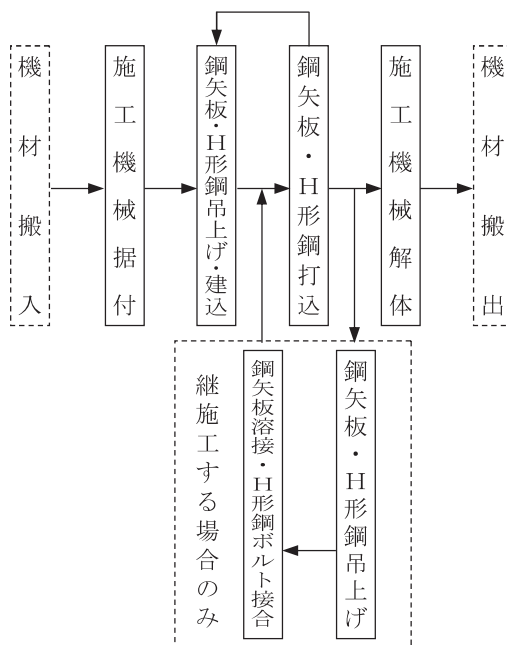 機材搬入
施工機械据付
鋼矢板・H形鋼吊上げ・建込
鋼矢板・H形鋼打込
施工機械解体
機材搬出
継施工する場合のみ
鋼矢板溶接・H形鋼ボルト接合
鋼矢板・H形鋼吊上げ